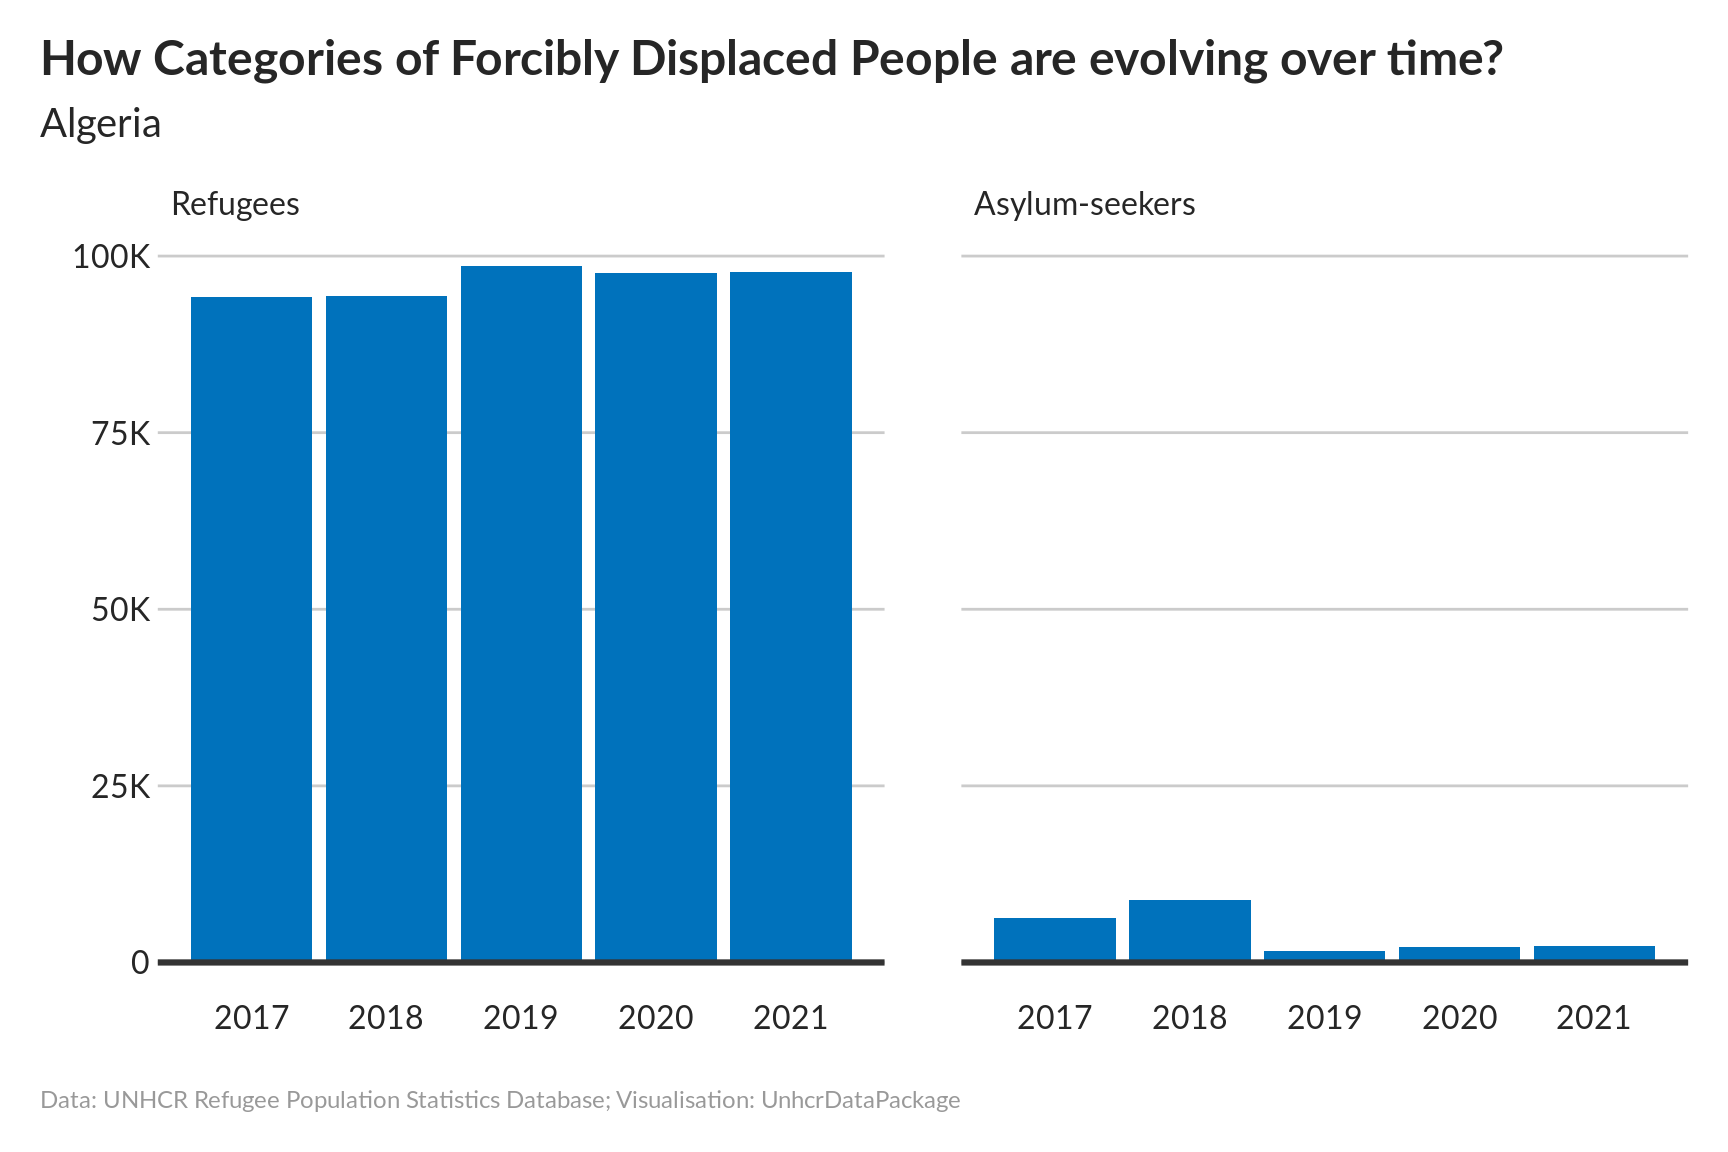 How Categories of Forcibly Displaced People are evolving over time?
Algeria
Refugees
100K
75K
50K
25K
0
2017 2018 2019 2020 2021
Asylum-seekers
2017 2018 2019 2020 2021
Data: UNHCR Refugee Population Statistics Database; Visualisation: UnhcrDataPackage